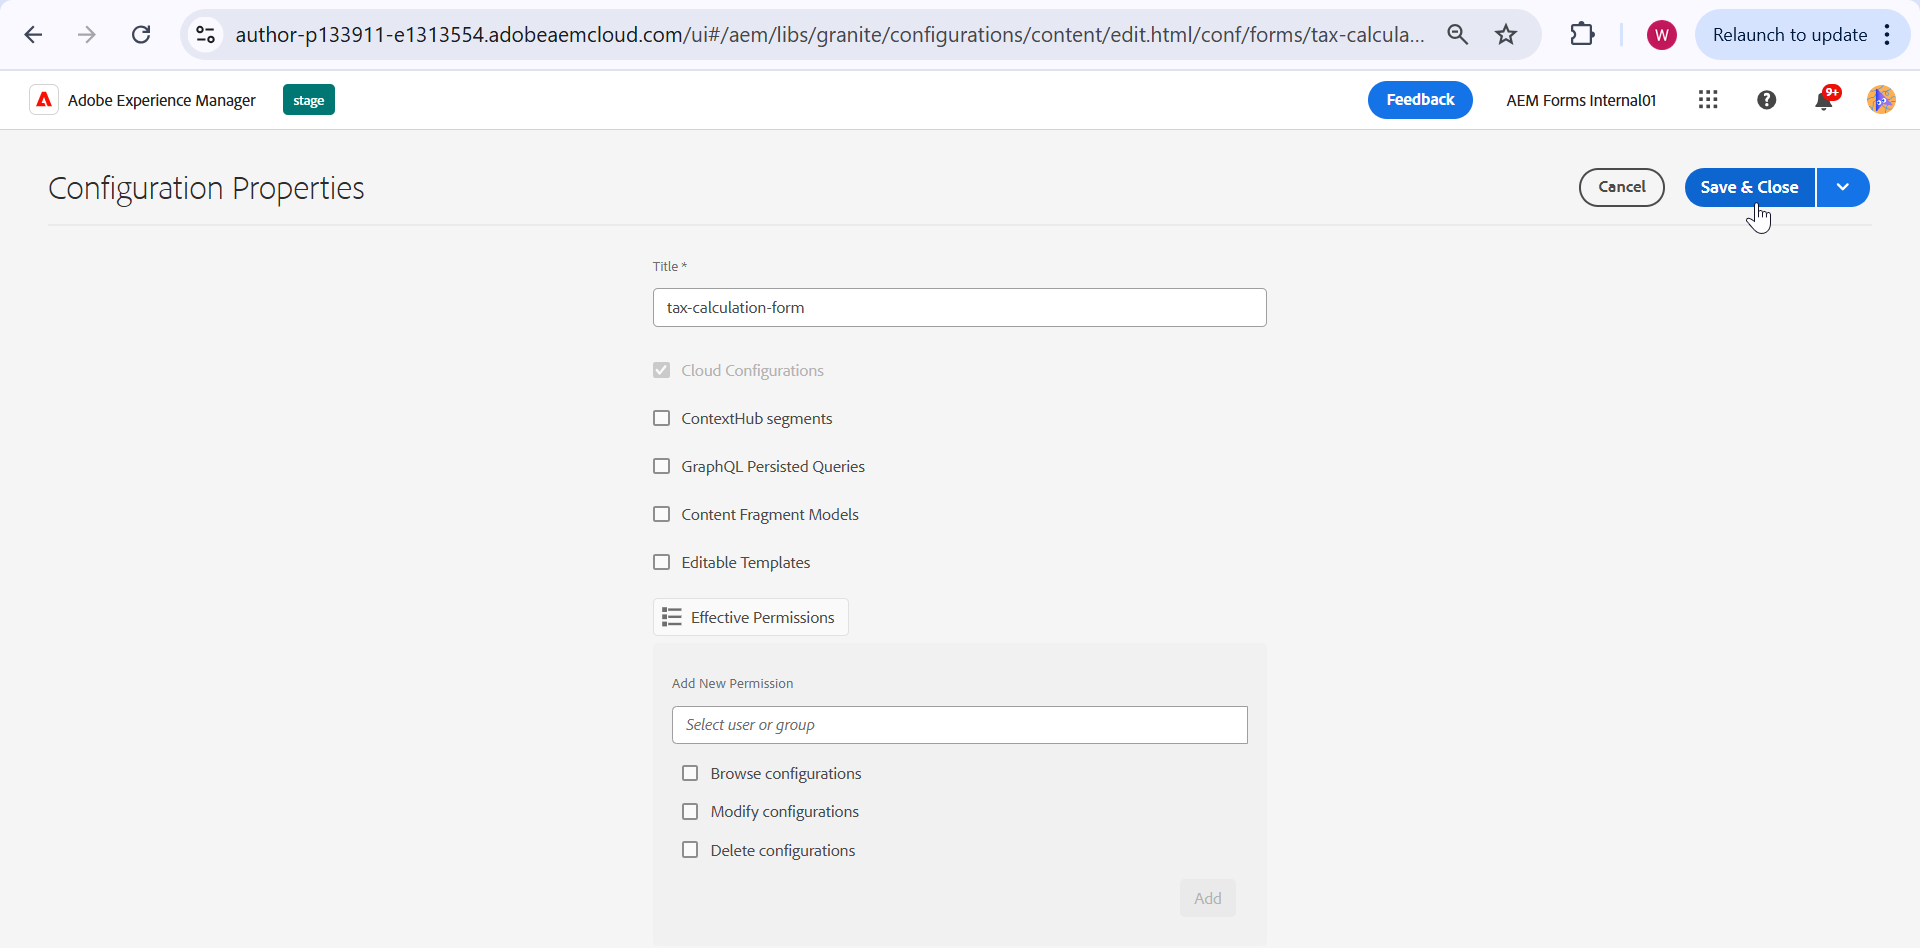 author-p133911-e1313554.adobeaemcloud.com/ui#/aem/libs/granite/configurations/content/edit.html/conf/forms/tax-calcula...
W
Relaunch to update
Adobe Experience Manager
stage
Feedback
AEM Forms Internal01
9+
Configuration Properties
Cancel
Save & Close
Title *
tax-calculation-form
Cloud Configurations
ContextHub segments
GraphQL Persisted Queries
Content Fragment Models
Editable Templates
Effective Permissions
Add New Permission
Select user or group
Browse configurations
Modify configurations
Delete configurations
Add